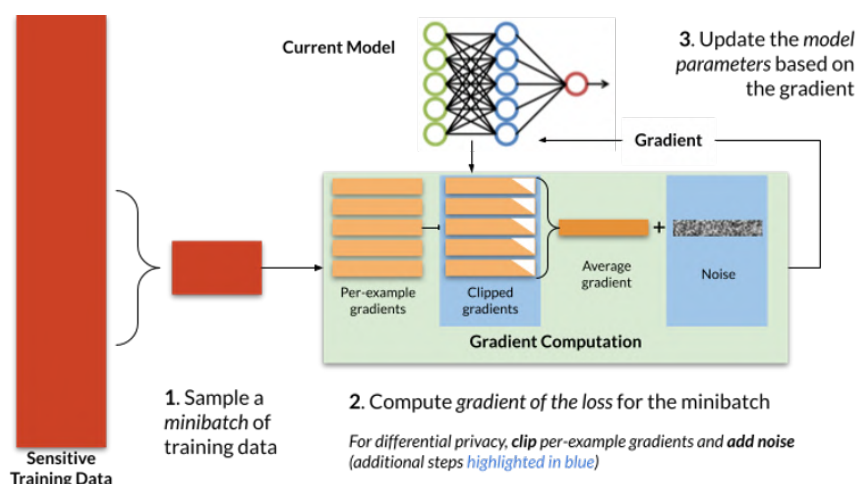 Current Model
3. Update the model
parameters based on
the gradient
Gradient
Per-example
gradients
Clipped
gradients
Average
gradient
+
Noise
Gradient Computation
1. Sample a
minibatch of
training data
2. Compute gradient of the loss for the minibatch
For differential privacy, clip per-example gradients and add noise
(additional steps highlighted in blue)
Sensitive
Training Data